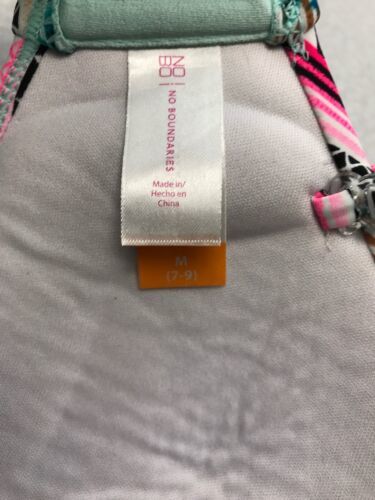 NO
BO
NO BOUNDARIES
Made in/
Hecho en
China
M
(7-9)